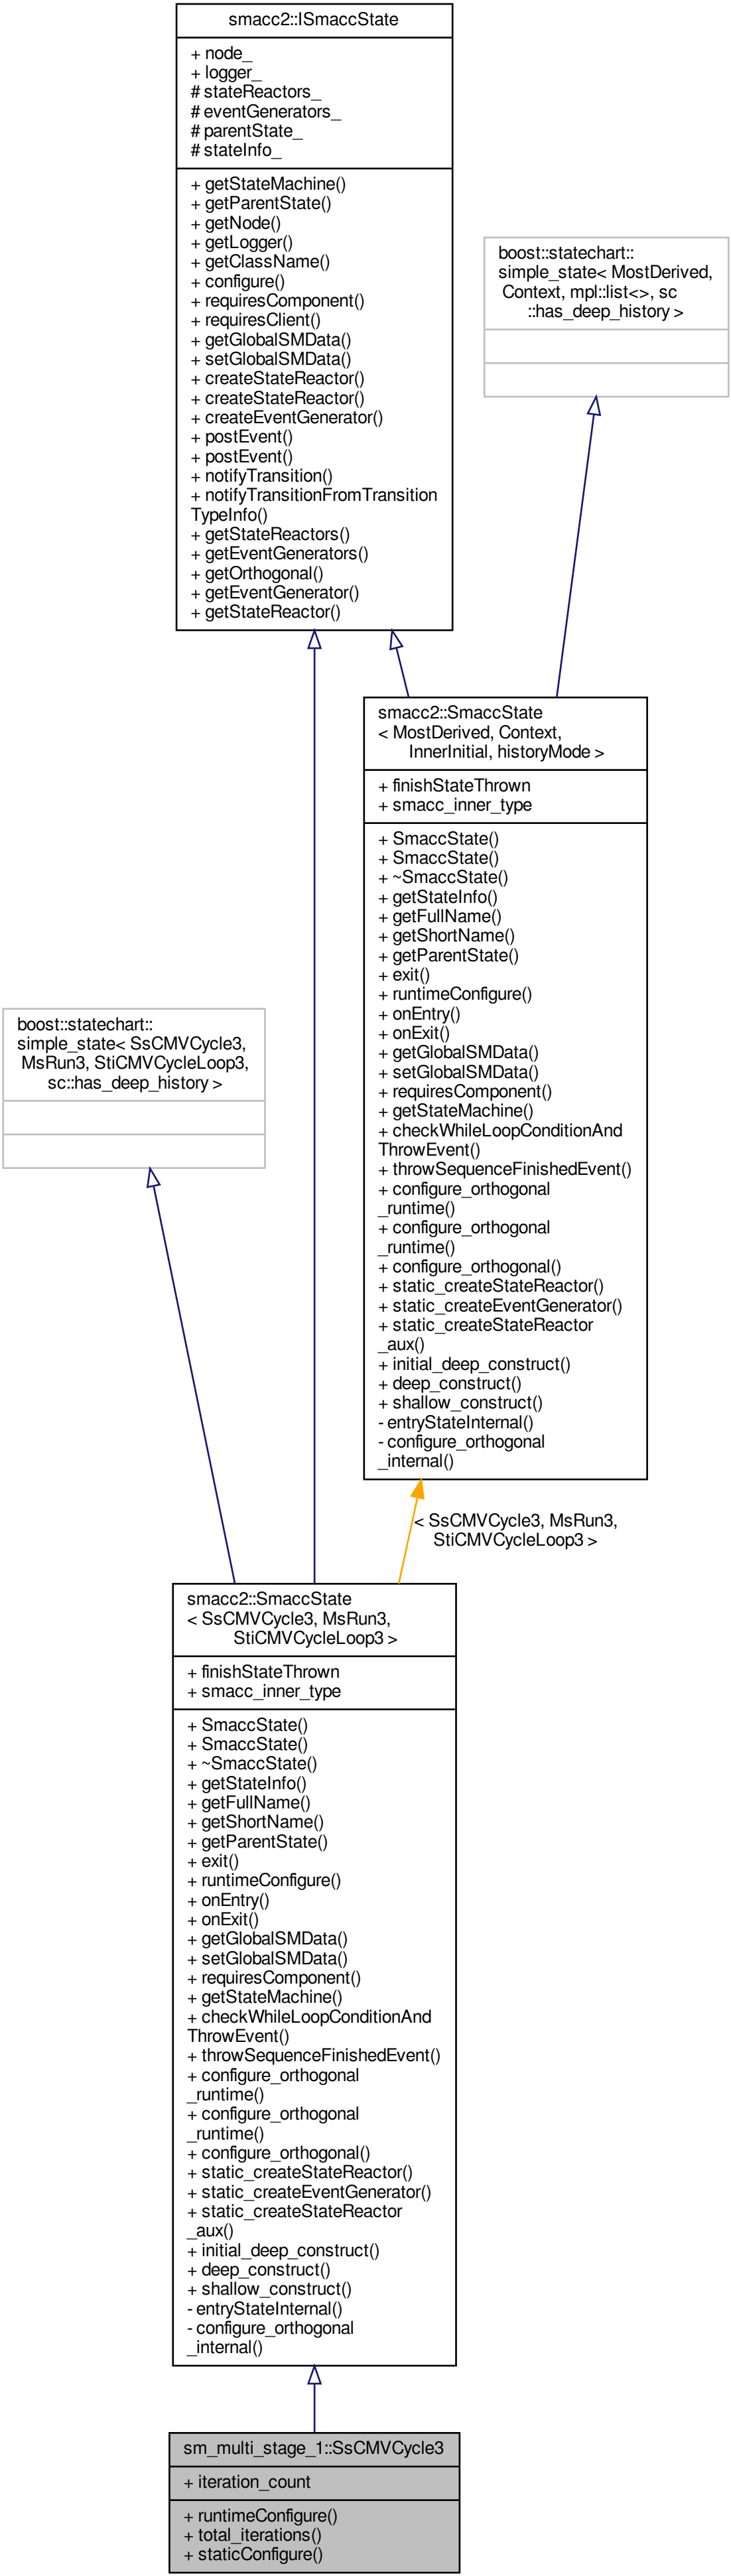 smacc2::ISmaccState
+ node_
+ logger_
# stateReactors_
# eventGenerators_
# parentState_
# stateInfo_
+ getStateMachine()
+ getParentState()
+ getNode()
+ getLogger()
+ getClassName()
+ configure()
+ requiresComponent()
+ requiresClient()
+ getGlobalSMData()
+ setGlobalSMData()
+ createStateReactor()
+ createStateReactor()
+ createEventGenerator()
+ postEvent()
+ postEvent()
+ notifyTransition()
+ notifyTransitionFromTransition
TypeInfo()
+ getStateReactors()
+ getEventGenerators()
+ getOrthogonal()
+ getEventGenerator()
+ getStateReactor()
boost::statechart::
simple_state< MostDerived,
Context, mpl::list<>, sc
::has_deep_history >
smacc2::SmaccState
< MostDerived, Context,
InnerInitial, historyMode >
+ finishStateThrown
+ smacc_inner_type
+ SmaccState()
+ SmaccState()
+ ~SmaccState()
+ getStateInfo()
+ getFullName()
+ getShortName()
+ getParentState()
+ exit()
+ runtimeConfigure()
+ onEntry()
+ onExit()
+ getGlobalSMData()
+ setGlobalSMData()
+ requiresComponent()
+ getStateMachine()
+ checkWhileLoopConditionAnd
ThrowEvent()
+ throwSequenceFinishedEvent()
+ configure_orthogonal
_runtime()
+ configure_orthogonal
_runtime()
+ configure_orthogonal()
+ static_createStateReactor()
+ static_createEventGenerator()
+ static_createStateReactor
_aux()
+ initial_deep_construct()
+ deep_construct()
+ shallow_construct()
- entryStateInternal()
- configure_orthogonal
_internal()
boost::statechart::
simple_state< SsCMVCycle3,
MsRun3, StiCMVCycleLoop3,
sc::has_deep_history >
< SsCMVCycle3, MsRun3,
StiCMVCycleLoop3 >
smacc2::SmaccState
< SsCMVCycle3, MsRun3,
StiCMVCycleLoop3 >
+ finishStateThrown
+ smacc_inner_type
+ SmaccState()
+ SmaccState()
+ ~SmaccState()
+ getStateInfo()
+ getFullName()
+ getShortName()
+ getParentState()
+ exit()
+ runtimeConfigure()
+ onEntry()
+ onExit()
+ getGlobalSMData()
+ setGlobalSMData()
+ requiresComponent()
+ getStateMachine()
+ checkWhileLoopConditionAnd
ThrowEvent()
+ throwSequenceFinishedEvent()
+ configure_orthogonal
_runtime()
+ configure_orthogonal
_runtime()
+ configure_orthogonal()
+ static_createStateReactor()
+ static_createEventGenerator()
+ static_createStateReactor
_aux()
+ initial_deep_construct()
+ deep_construct()
+ shallow_construct()
- entryStateInternal()
- configure_orthogonal
_internal()
sm_multi_stage_1::SsCMVCycle3
+ iteration_count
+ runtimeConfigure()
+ total_iterations()
+ staticConfigure()